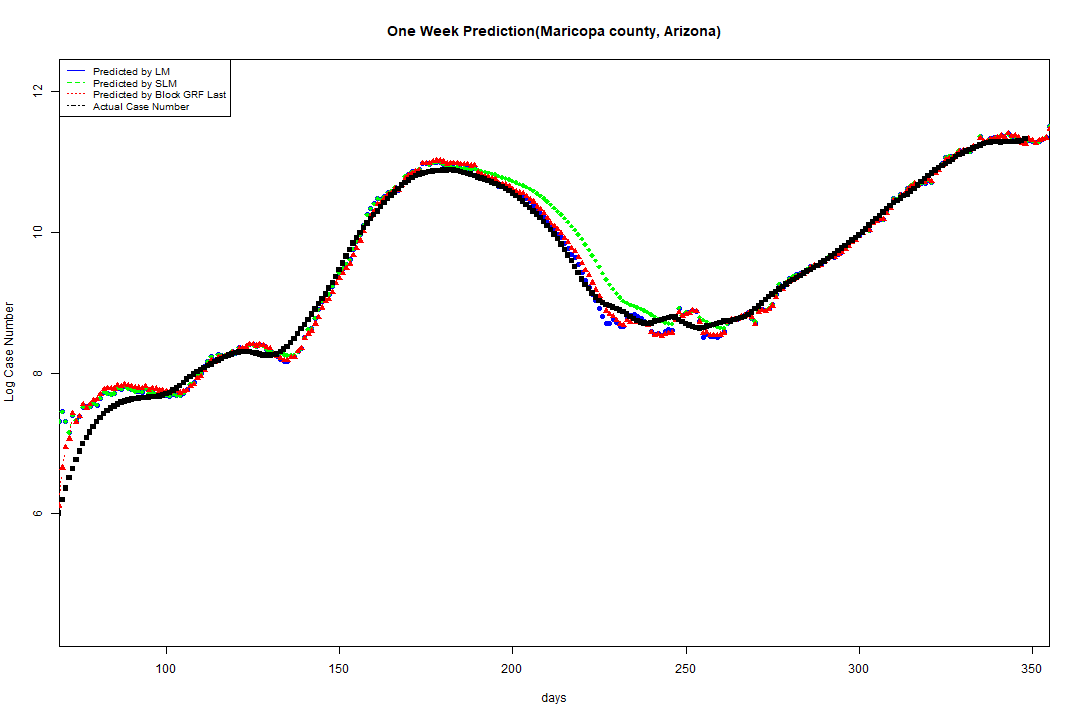 One Week Prediction(Maricopa county, Arizona)
Predicted by LM
Predicted by SLM
Predicted by Block GRF Last
Actual Case Number
12
10
8
6
Log Case Number
100 150 200 250 300 350
days